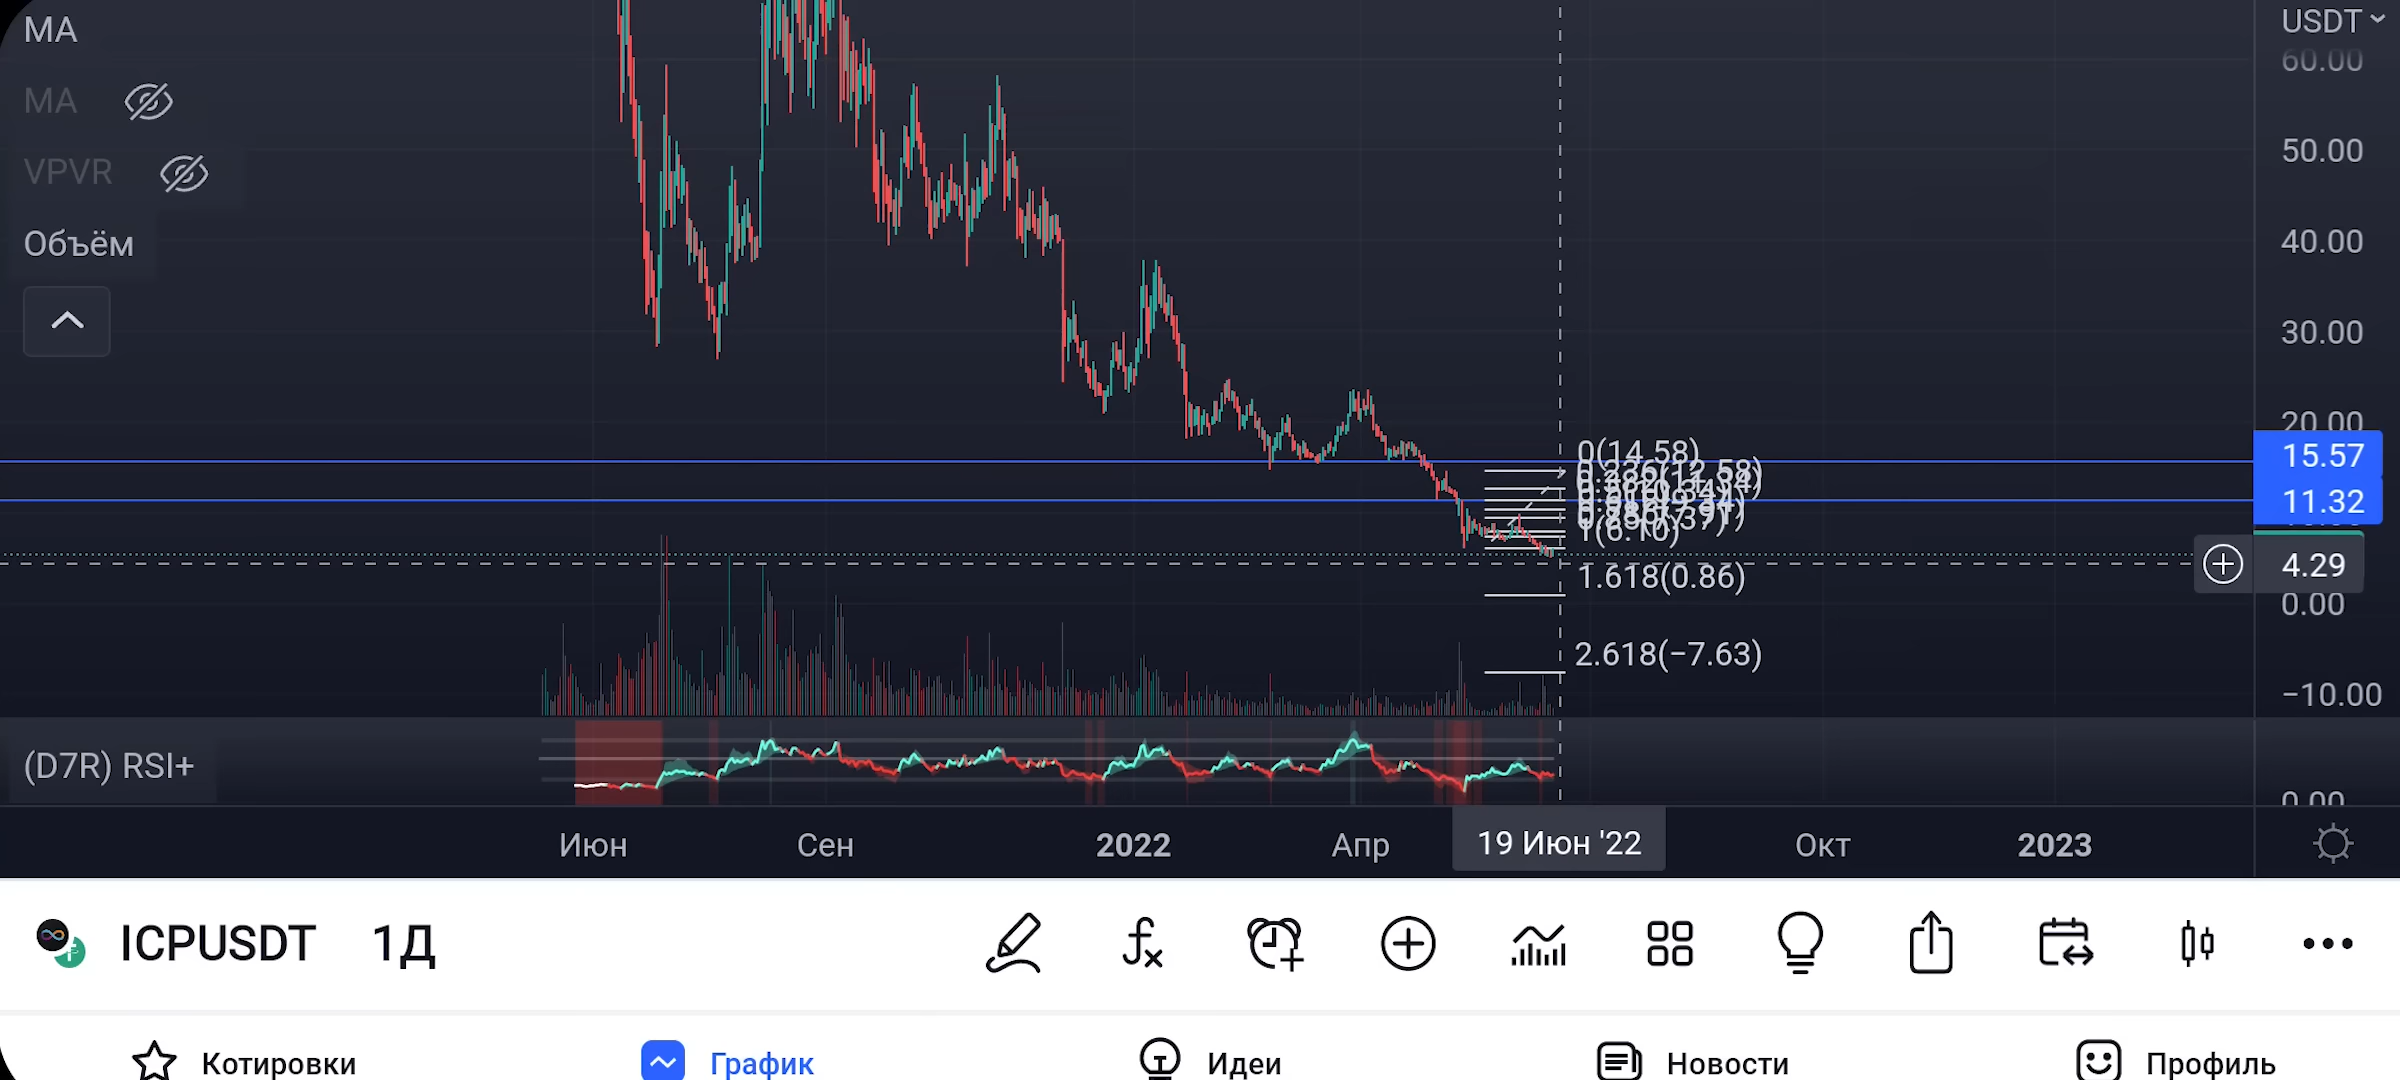 MA
USDT
60.00
MA
50.00
VPVR
40.00
Объём
30.00
20.00
0(14.58)
15.57
11.32
1(6.10)
4.29
1.618(0.86)
0.00
2.618(−7.63)
−10.00
(D7R) RSI+
0.00
Июн
Сен
2022
Апр
19 Июн '22
Окт
2023
ICPUSDT 1Д
Котировки
График
Идеи
Новости
Профиль